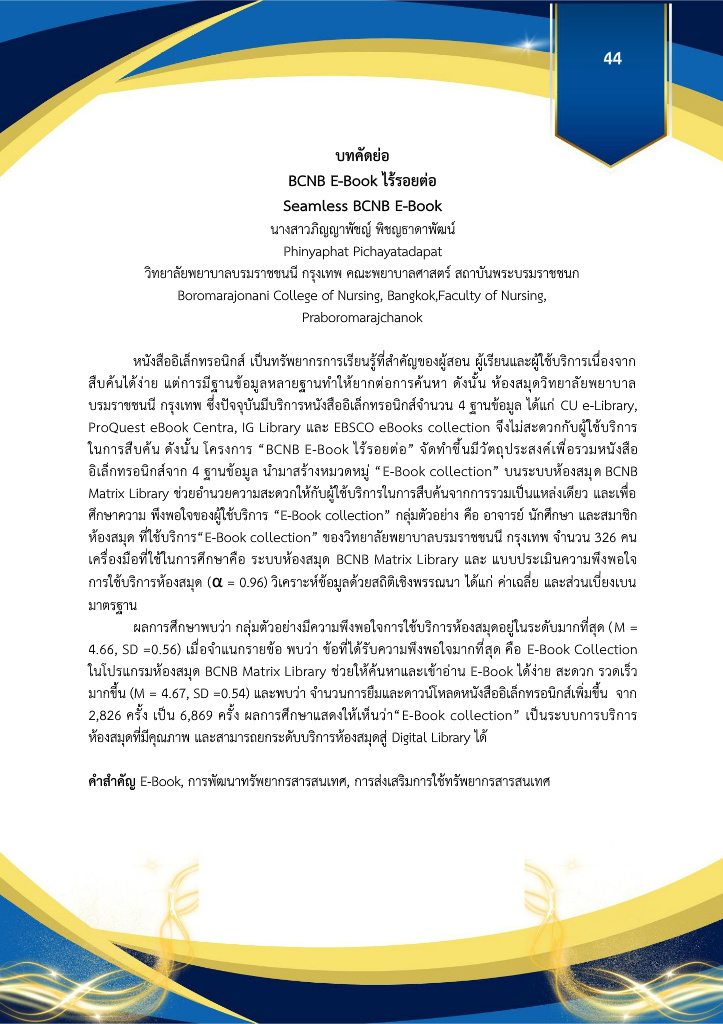 44
บทคัดย่อ
BCNB E-Book ไร้รอยต่อ
Seamless BCNB E-Book
นางสาวภิญญาพัชญ์ พิชญธาดาพัฒน์
Phinyaphat Pichayatadapat
วิทยาลัยพยาบาลบรมราชชนนี กรุงเทพ คณะพยาบาลศาสตร์ สถาบันพระบรมราชชนก
Boromarajonani College of Nursing, Bangkok,Faculty of Nursing,
Praboromarajchanok
หนังสืออิเล็กทรอนิกส์ เป็นทรัพยากรการเรียนรู้ที่สำคัญของผู้สอน ผู้เรียนและผู้ใช้บริการเนื่องจาก
สืบค้นได้ง่าย แต่การมีฐานข้อมูลหลายฐานทำให้ยากต่อการค้นหา ดังนั้น ห้องสมุดวิทยาลัยพยาบาล
บรมราชชนนี กรุงเทพ ซึ่งปัจจุบันมีบริการหนังสืออิเล็กทรอนิกส์จำนวน 4 ฐานข้อมูล ได้แก่ CU e-Library,
ProQuest eBook Centra, IG Library และ EBSCO eBooks collection จึงไม่สะดวกกับผู้ใช้บริการ
ในการสืบค้น ดังนั้น โครงการ “BCNB E-Book ไร้รอยต่อ” จัดทำขึ้นมีวัตถุประสงค์เพื่อรวมหนังสือ
อิเล็กทรอนิกส์จาก 4 ฐานข้อมูล นำมาสร้างหมวดหมู่ “E-Book collection” บนระบบห้องสมุด BCNB
Matrix Library ช่วยอำนวยความสะดวกให้กับผู้ใช้บริการในการสืบค้นจากการรวมเป็นแหล่งเดียว และเพื่อ
ศึกษาความ พึงพอใจของผู้ใช้บริการ “E-Book collection” กลุ่มตัวอย่าง คือ อาจารย์ นักศึกษา และสมาชิก
ห้องสมุด ที่ใช้บริการ“E-Book collection” ของวิทยาลัยพยาบาลบรมราชชนนี กรุงเทพ จำนวน 326 คน
เครื่องมือที่ใช้ในการศึกษาคือ ระบบห้องสมุด BCNB Matrix Library และ แบบประเมินความพึงพอใจ
การใช้บริการห้องสมุด (α = 0.96) วิเคราะห์ข้อมูลด้วยสถิติเชิงพรรณนา ได้แก่ ค่าเฉลี่ย และส่วนเบี่ยงเบน
มาตรฐาน
ผลการศึกษาพบว่า กลุ่มตัวอย่างมีความพึงพอใจการใช้บริการห้องสมุดอยู่ในระดับมากที่สุด (M =
4.66, SD =0.56) เมื่อจำแนกรายข้อ พบว่า ข้อที่ได้รับความพึงพอใจมากที่สุด คือ E-Book Collection
ในโปรแกรมห้องสมุด BCNB Matrix Library ช่วยให้ค้นหาและเข้าอ่าน E-Book ได้ง่าย สะดวก รวดเร็ว
มากขึ้น (M = 4.67, SD =0.54) และพบว่า จำนวนการยืมและดาวน์โหลดหนังสืออิเล็กทรอนิกส์เพิ่มขึ้น จาก
2,826 ครั้ง เป็น 6,869 ครั้ง ผลการศึกษาแสดงให้เห็นว่า“E-Book collection” เป็นระบบการบริการ
ห้องสมุดที่มีคุณภาพ และสามารถยกระดับบริการห้องสมุดสู่ Digital Library ได้
คำสำคัญ E-Book, การพัฒนาทรัพยากรสารสนเทศ, การส่งเสริมการใช้ทรัพยากรสารสนเทศ